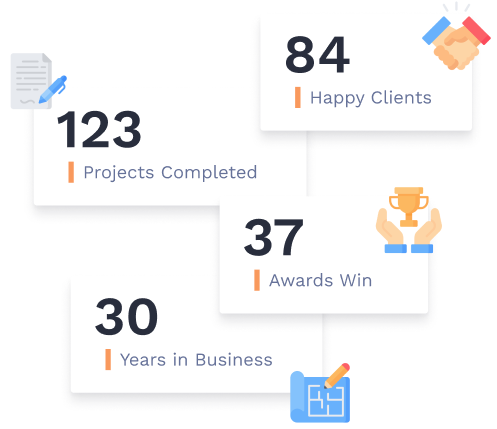 84
Happy Clients
123
Projects Completed
37
Awards Win
30
Years in Business